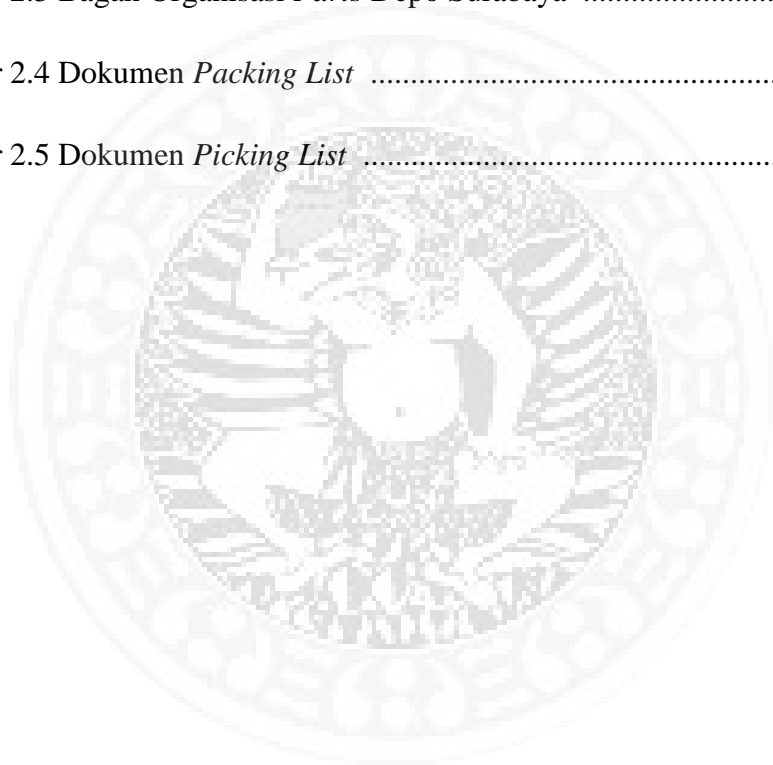 2.3 Bagan Organisasi Parts Depo Surabaya ........................
r 2.4 Dokumen Packing List ..................................................
r 2.5 Dokumen Picking List ...................................................